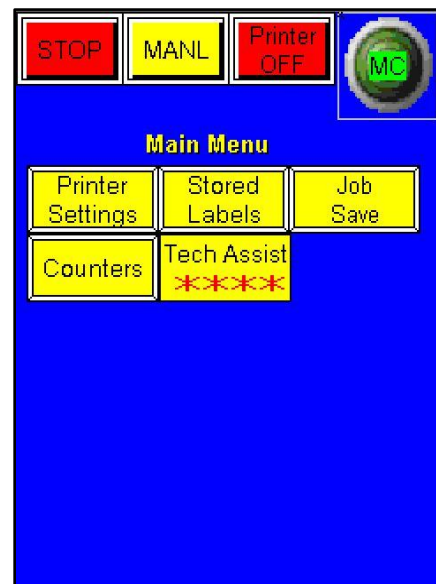 STOP
MANL
Printer
OFF
MC
Main Menu
Printer
Settings
Stored
Labels
Job
Save
Counters
Tech Assist
****